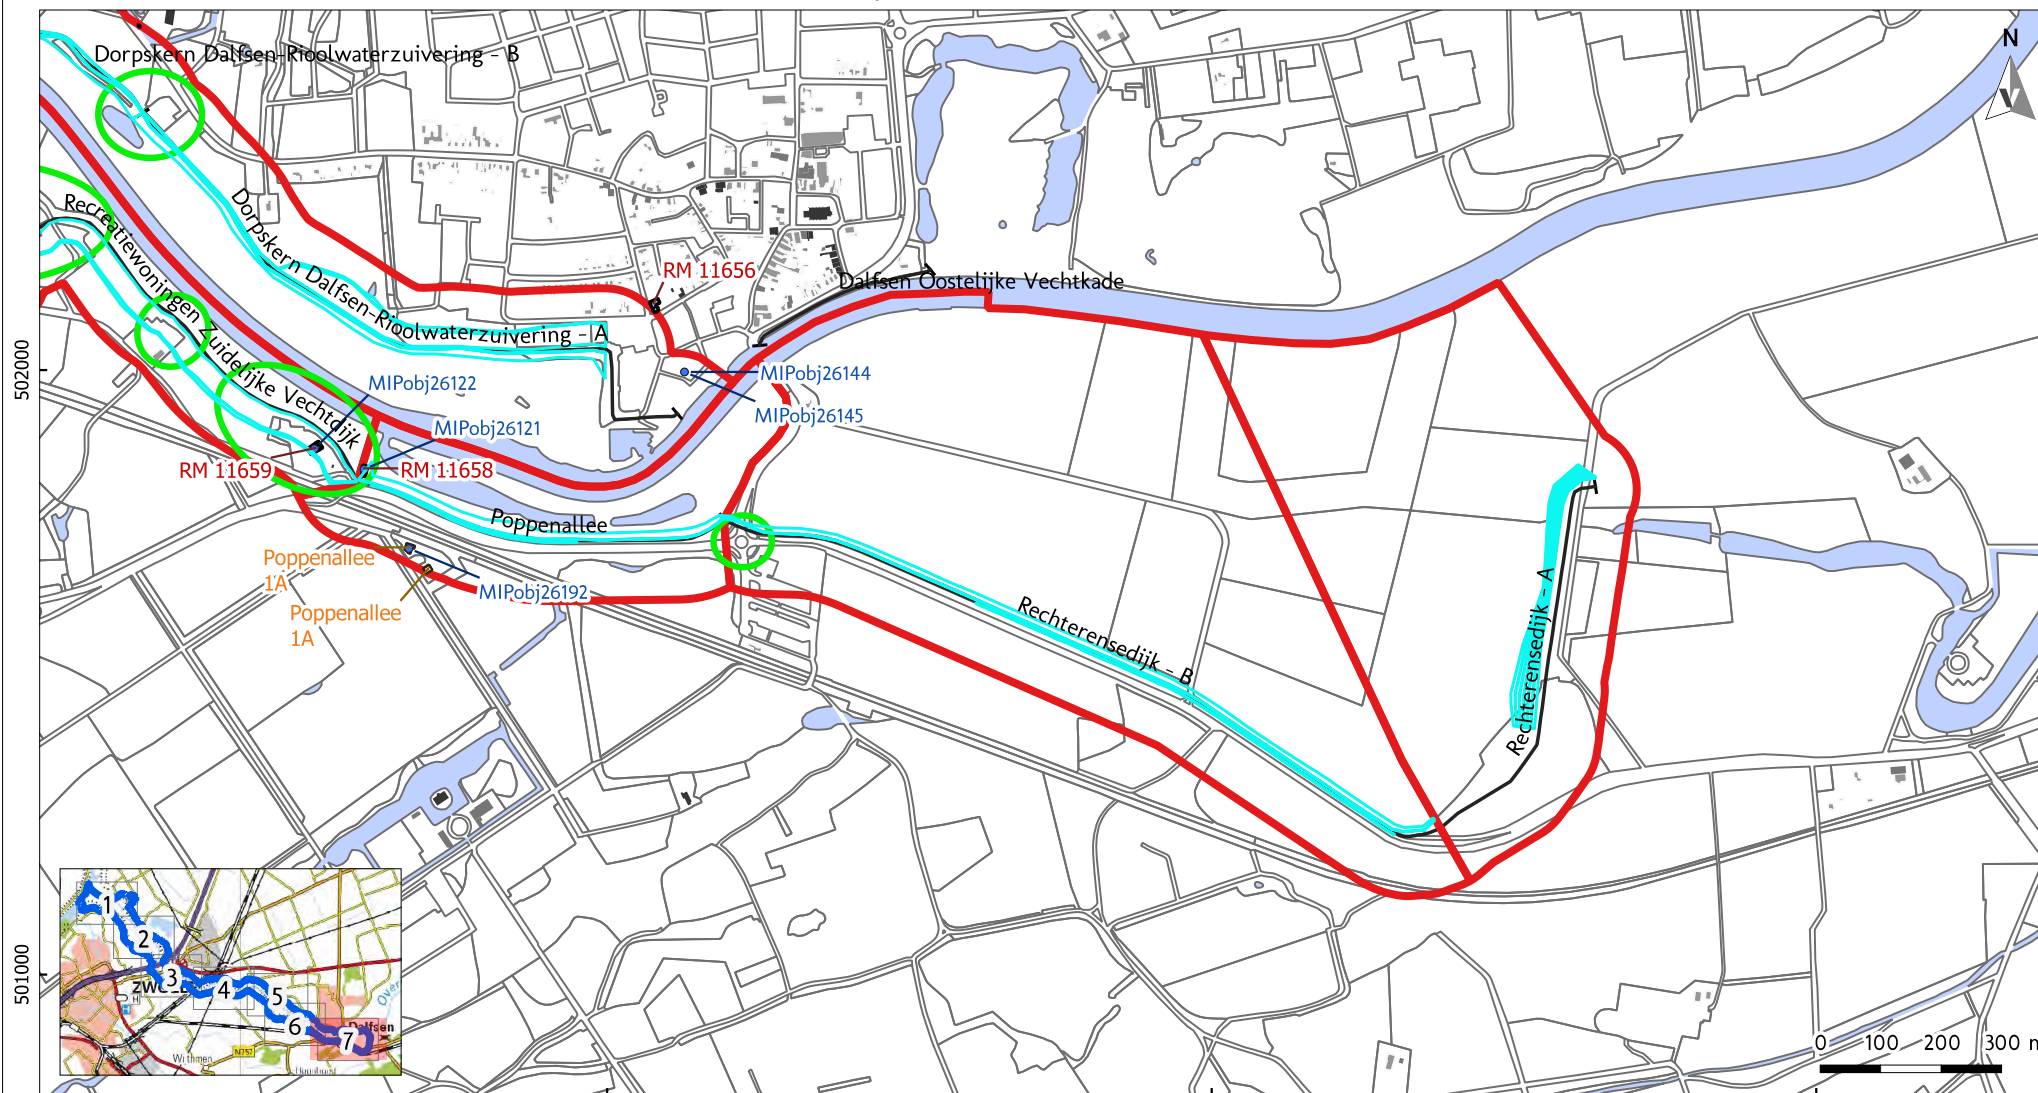 Dorpskern Dalfsen-Rioolwaterzuivering - B
N
Recreatiewoningen Zuidelijke Vechtdijk
Dorpskern Dalfsen-Rioolwaterzuivering - A
RM 11656
Dalfsen Oostelijke Vechtkade
502000
MIPobj26122
MIPobj26144
MIPobj26145
MIPobj26121
RM 11659
RM 11658
Poppenallee
Poppenallee
1A
MIPobj26192
Poppenallee
1A
Rechterensedijk - B
Rechterensedijk - A
501000
1
2
3
4
5
6
7
Dalfsen
Withmen
N757
0 100 200 300 m